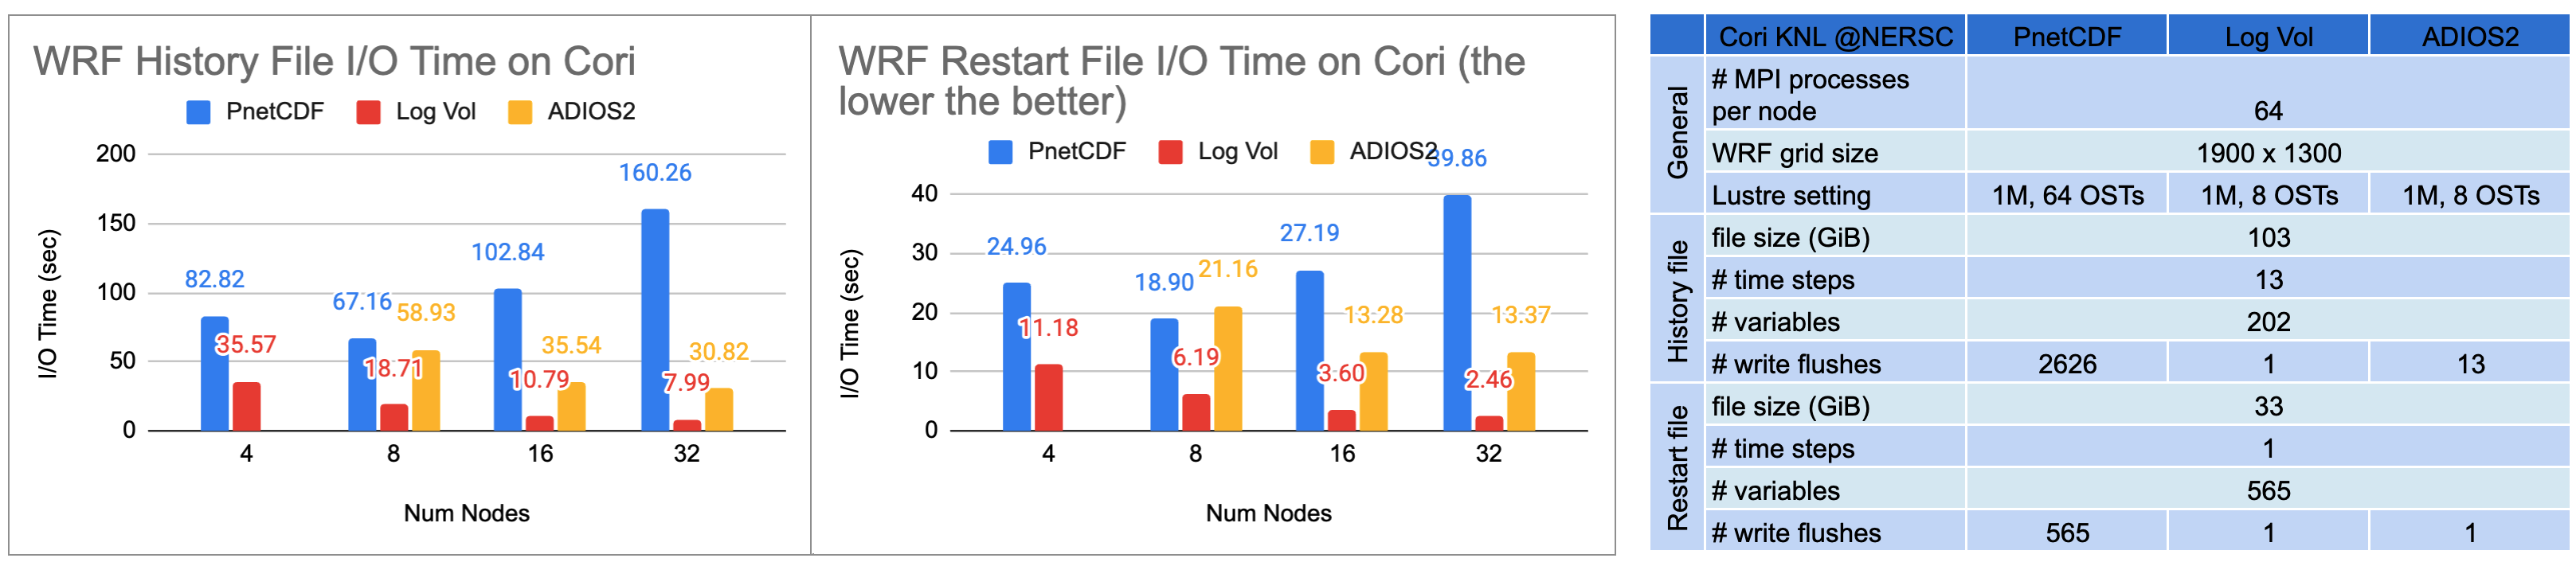 WRF History File I/O Time on Cori
PnetCDF Log Vol ADIOS2
I/O Time (sec)
200
150
100
50
0
82.82
35.57
67.16
18.71
58.93
102.84
10.79
35.54
160.26
7.99
30.82
4 8 16 32
Num Nodes
WRF Restart File I/O Time on Cori (the
lower the better)
PnetCDF Log Vol ADIOS2
I/O Time (sec)
40
30
20
10
0
24.96
11.18
18.90
6.19
21.16
27.19
3.60
13.28
39.86
2.46
13.37
4 8 16 32
Num Nodes
Cori KNL @NERSC PnetCDF Log Vol ADIOS2
General
# MPI processes
per node 64
WRF grid size 1900 x 1300
Lustre setting 1M, 64 OSTs 1M, 8 OSTs 1M, 8 OSTs
History file
file size (GiB) 103
# time steps 13
# variables 202
# write flushes 2626 1 13
Restart file
file size (GiB) 33
# time steps 1
# variables 565
# write flushes 565 1 1